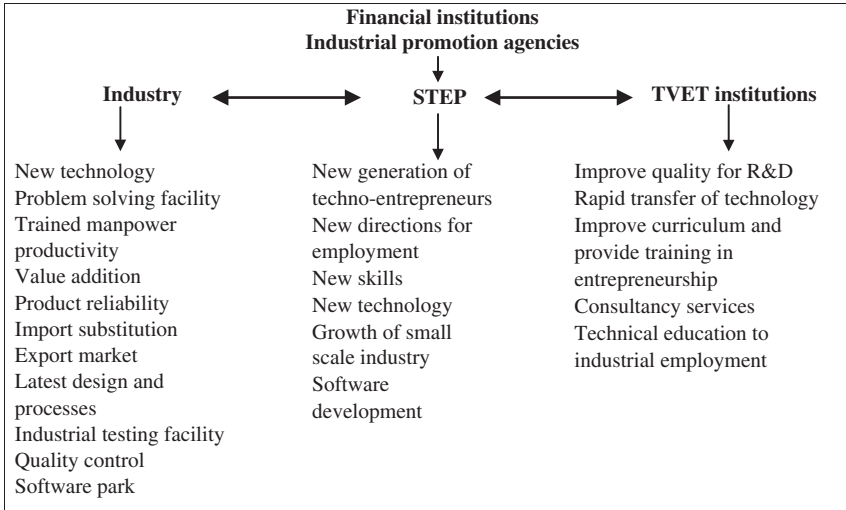 Financial institutions
Industrial promotion agencies
Industry
STEP
TVET institutions
New technology
Problem solving facility
Trained manpower
productivity
Value addition
Product reliability
Import substitution
Export market
Latest design and
processes
Industrial testing facility
Quality control
Software park
New generation of
techno-entrepreneurs
New directions for
employment
New skills
New technology
Growth of small
scale industry
Software
development
Improve quality for R&D
Rapid transfer of technology
Improve curriculum and
provide training in
entrepreneurship
Consultancy services
Technical education to
industrial employment